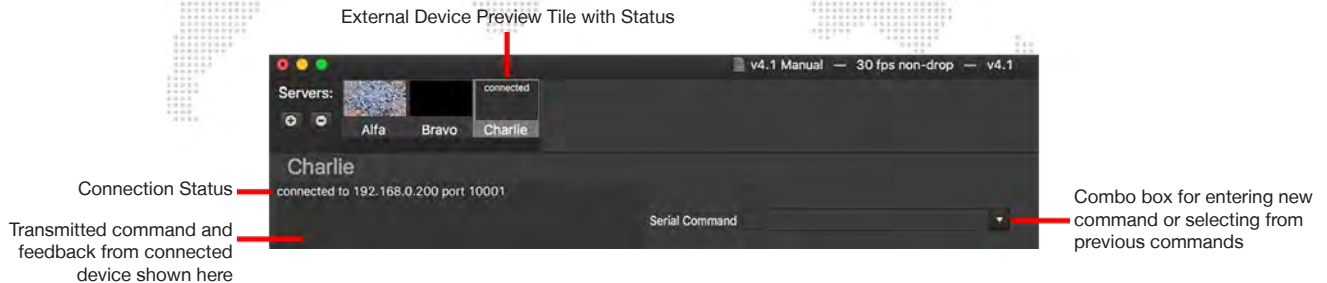 External Device Preview Tile with Status
v4.1 Manual — 30 fps non-drop — v4.1
Servers:
connected
Alfa Bravo Charlie
Charlie
Connection Status
connected to 192.168.0.200 port 10001
Serial Command
Combo box for entering new
command or selecting from
previous commands
Transmitted command and
feedback from connected
device shown here